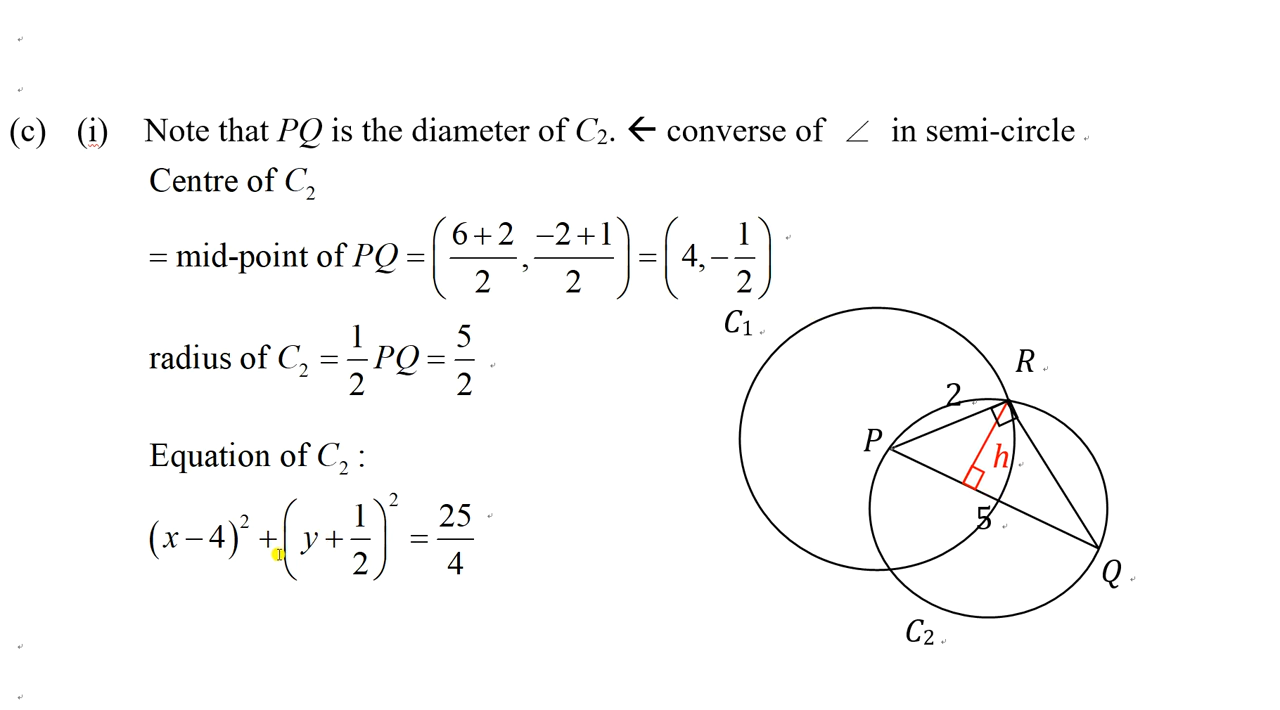 (c) (i) Note that PQ is the diameter of C₂. ← converse of ∠ in semi-circle
Centre of C₂
= mid-point of PQ = ((6+2)/2, (-2+1)/2) = (4, -1/2)
radius of C₂ = 1/2 PQ = 5/2
Equation of C₂ :
(x-4)² + (y+1/2)² = 25/4
C₁
R
2
P
h
5
Q
C₂